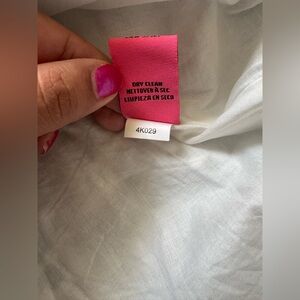 DRY CLEAN
NETTOYER À SEC
LIMPIEZA EN SECO
4K029